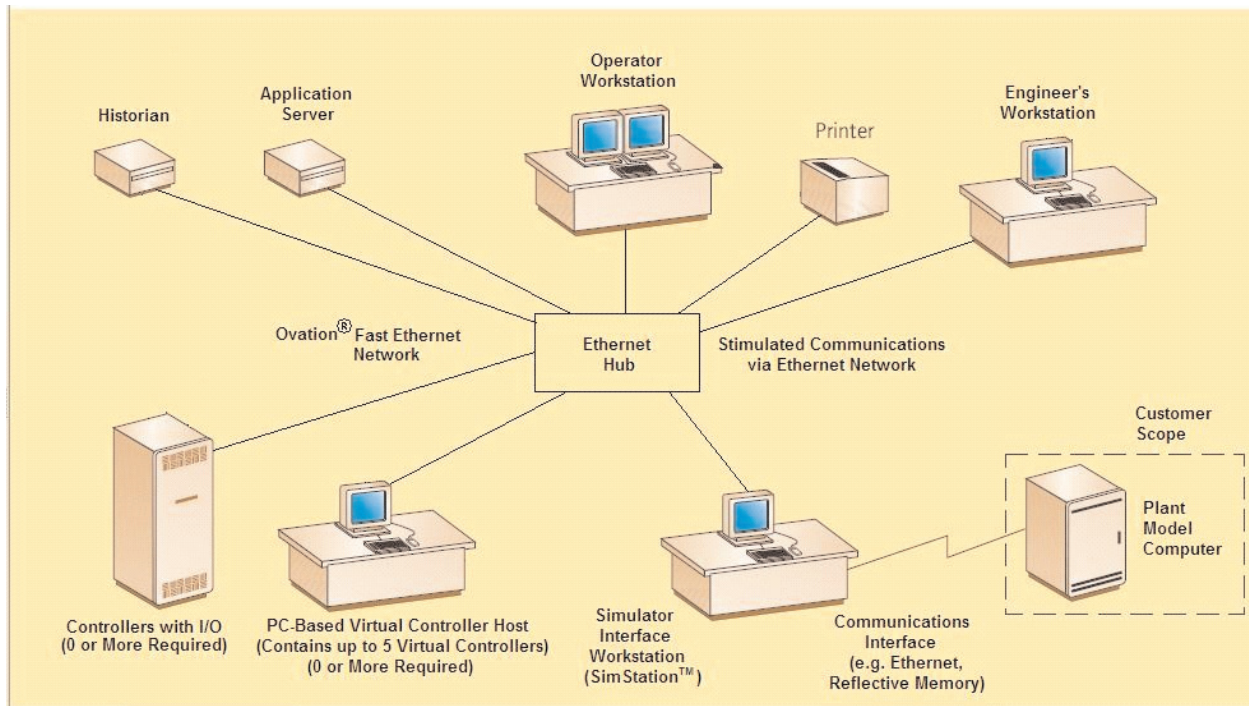 Historian
Application
Server
Operator
Workstation
Printer
Engineer's
Workstation
Ovation® Fast Ethernet
Network
Ethernet
Hub
Stimulated Communications
via Ethernet Network
Customer
Scope
Plant
Model
Computer
Controllers with I/O
(0 or More Required)
PC-Based Virtual Controller Host
(Contains up to 5 Virtual Controllers)
(0 or More Required)
Simulator
Interface
Workstation
(SimStation™)
Communications
Interface
(e.g. Ethernet,
Reflective Memory)